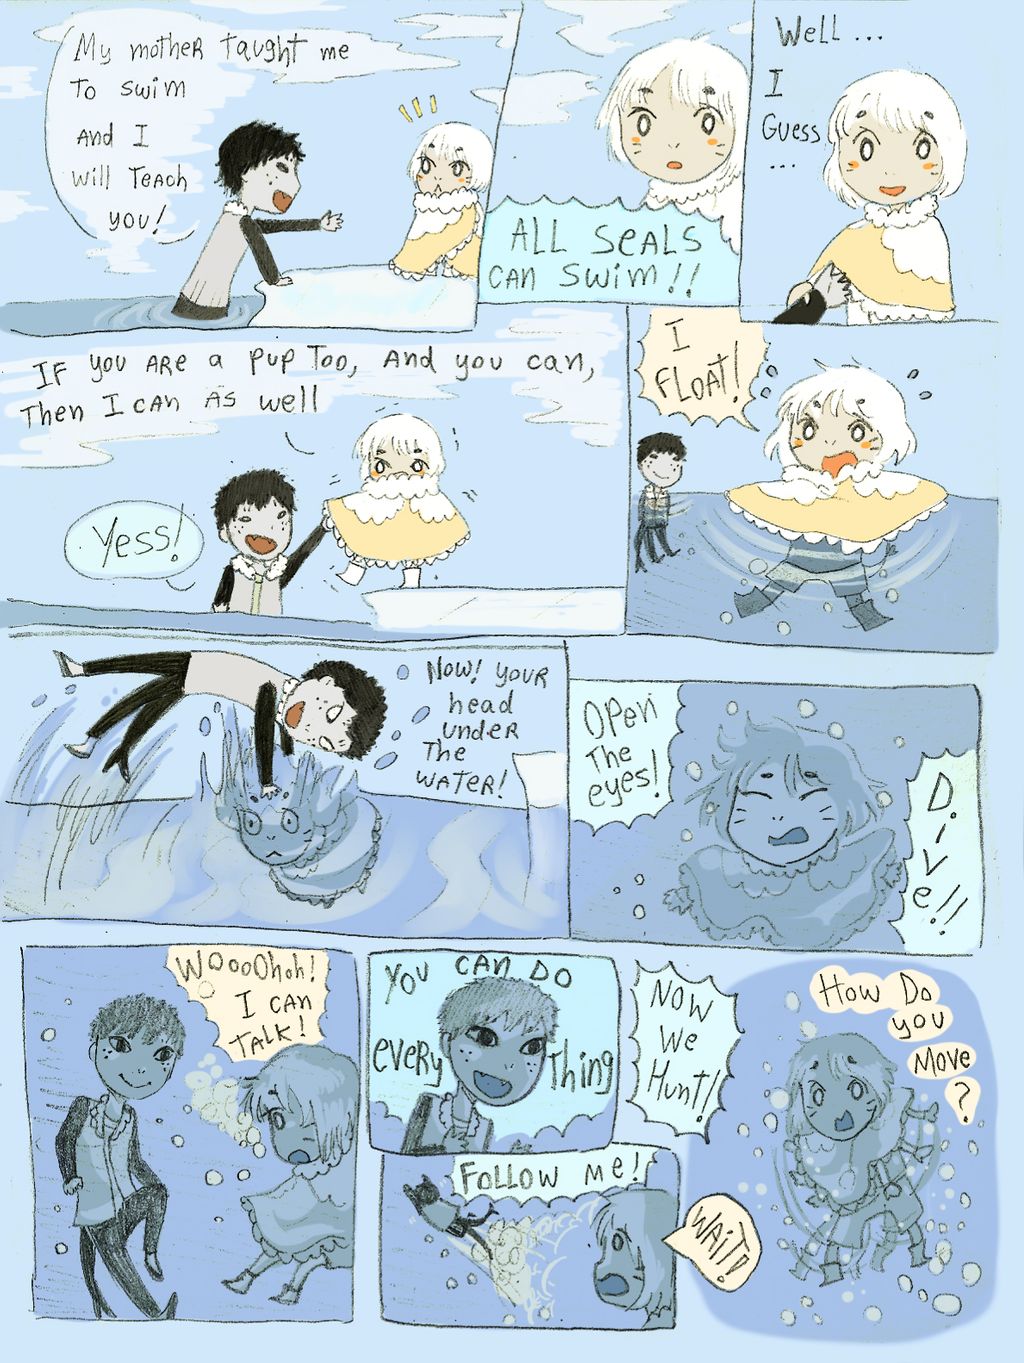 My mother taught me
To swim
And I
will Teach
you!
ALL SeALS
CAN SWIM!!
Well ...
I
Guess
...
IF you ARE a pup Too, And you can,
Then I CAN AS well
Yess!
I
FLOAT!
Now! your
head
under
The
WATER!
Open
The
eyes!
Dive!!
WoooOhoh!
I CAN
TALK!
YOU CAN DO
eveRy Thing
NOW
We
Hunt!
Follow me!
WAIT!!
How Do
you
Move
?